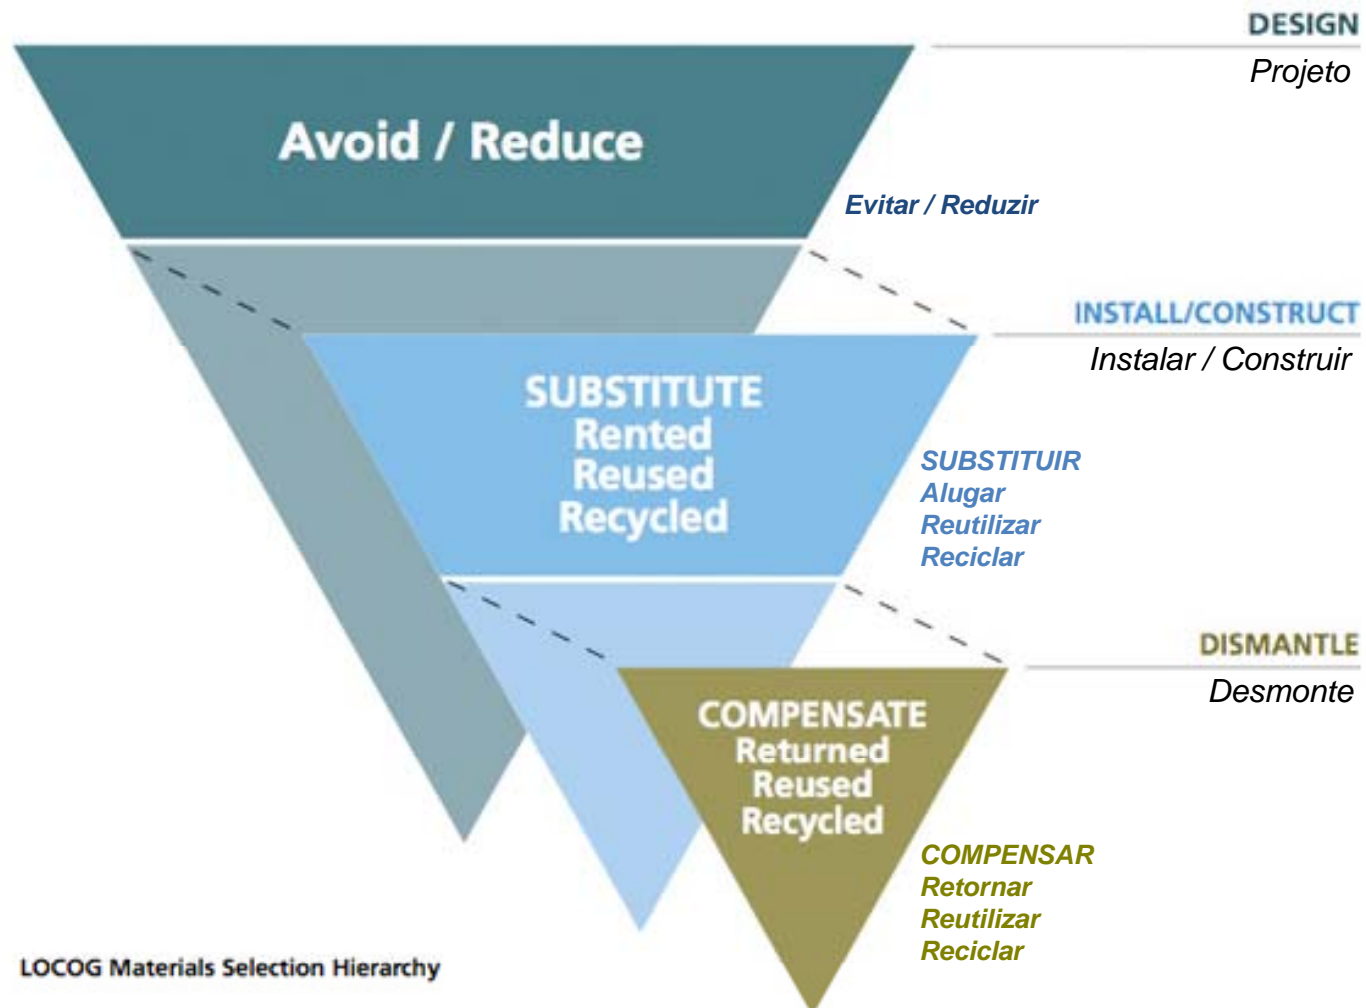 DESIGN
Projeto
Avoid / Reduce
Evitar / Reduzir
INSTALL/CONSTRUCT
Instalar / Construir
SUBSTITUTE
Rented
Reused
Recycled
SUBSTITUIR
Alugar
Reutilizar
Reciclar
DISMANTLE
Desmonte
COMPENSATE
Returned
Reused
Recycled
COMPENSAR
Retornar
Reutilizar
Reciclar
LOCOG Materials Selection Hierarchy